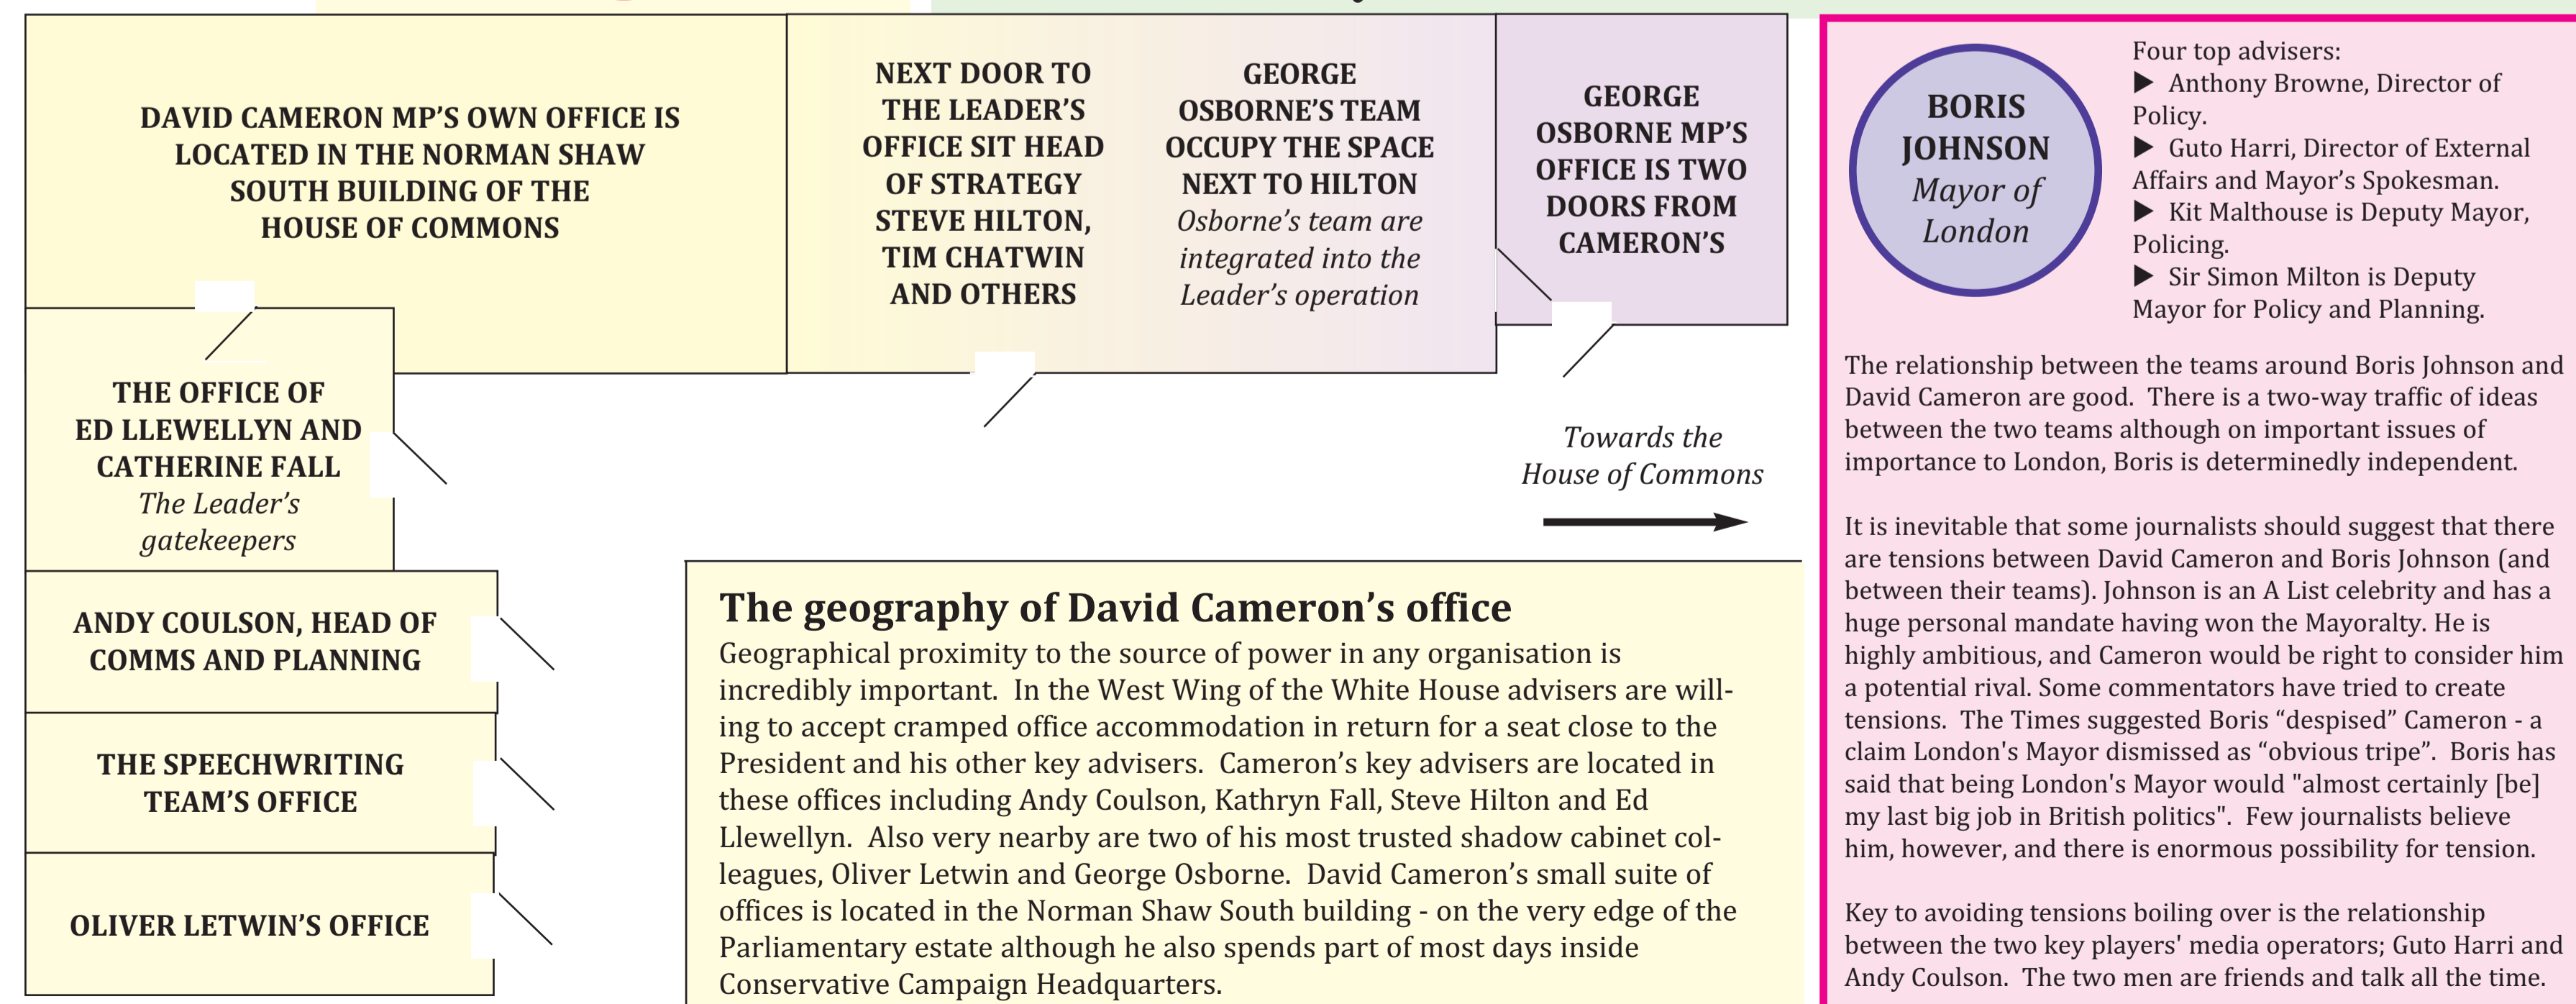 DAVID CAMERON MP’S OWN OFFICE IS
LOCATED IN THE NORMAN SHAW
SOUTH BUILDING OF THE
HOUSE OF COMMONS
NEXT DOOR TO
THE LEADER’S
OFFICE SIT HEAD
OF STRATEGY
STEVE HILTON,
TIM CHATWIN
AND OTHERS
GEORGE
OSBORNE’S TEAM
OCCUPY THE SPACE
NEXT TO HILTON
Osborne’s team are
integrated into the
Leader’s operation
GEORGE
OSBORNE MP’S
OFFICE IS TWO
DOORS FROM
CAMERON’S
THE OFFICE OF
ED LLEWELLYN AND
CATHERINE FALL
The Leader’s
gatekeepers
ANDY COULSON, HEAD OF
COMMS AND PLANNING
THE SPEECHWRITING
TEAM’S OFFICE
OLIVER LETWIN’S OFFICE
Towards the
House of Commons
The geography of David Cameron’s office
Geographical proximity to the source of power in any organisation is
incredibly important.  In the West Wing of the White House advisers are will-
ing to accept cramped office accommodation in return for a seat close to the
President and his other key advisers.  Cameron’s key advisers are located in
these offices including Andy Coulson, Kathryn Fall, Steve Hilton and Ed
Llewellyn.  Also very nearby are two of his most trusted shadow cabinet col-
leagues, Oliver Letwin and George Osborne.  David Cameron’s small suite of
offices is located in the Norman Shaw South building - on the very edge of the
Parliamentary estate although he also spends part of most days inside
Conservative Campaign Headquarters.
BORIS
JOHNSON
Mayor of
London
Four top advisers:
▶ Anthony Browne, Director of
Policy.
▶ Guto Harri, Director of External
Affairs and Mayor’s Spokesman.
▶ Kit Malthouse is Deputy Mayor,
Policing.
▶ Sir Simon Milton is Deputy
Mayor for Policy and Planning.
The relationship between the teams around Boris Johnson and
David Cameron are good.  There is a two-way traffic of ideas
between the two teams although on important issues of
importance to London, Boris is determinedly independent.
It is inevitable that some journalists should suggest that there
are tensions between David Cameron and Boris Johnson (and
between their teams). Johnson is an A List celebrity and has a
huge personal mandate having won the Mayoralty. He is
highly ambitious, and Cameron would be right to consider him
a potential rival. Some commentators have tried to create
tensions.  The Times suggested Boris “despised” Cameron - a
claim London's Mayor dismissed as “obvious tripe”.  Boris has
said that being London's Mayor would "almost certainly [be]
my last big job in British politics".  Few journalists believe
him, however, and there is enormous possibility for tension.
Key to avoiding tensions boiling over is the relationship
between the two key players' media operators; Guto Harri and
Andy Coulson.  The two men are friends and talk all the time.